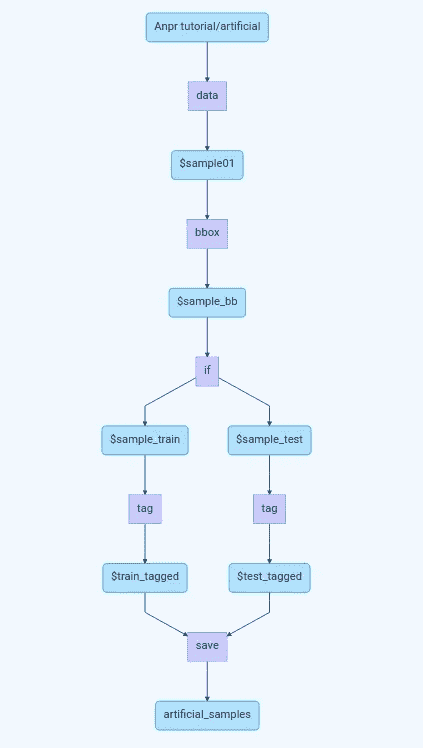 Anpr tutorial/artificial
data
$sample01
bbox
$sample_bb
if
$sample_train
$sample_test
tag
tag
$train_tagged
$test_tagged
save
artificial_samples